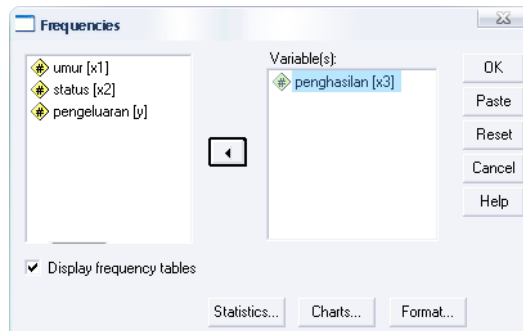 Frequencies
umur [x1]
status [x2]
pengeluaran [y]
Variable(s):
penghasilan [x3]
OK
Paste
Reset
Cancel
Help
Display frequency tables
Statistics...
Charts...
Format...